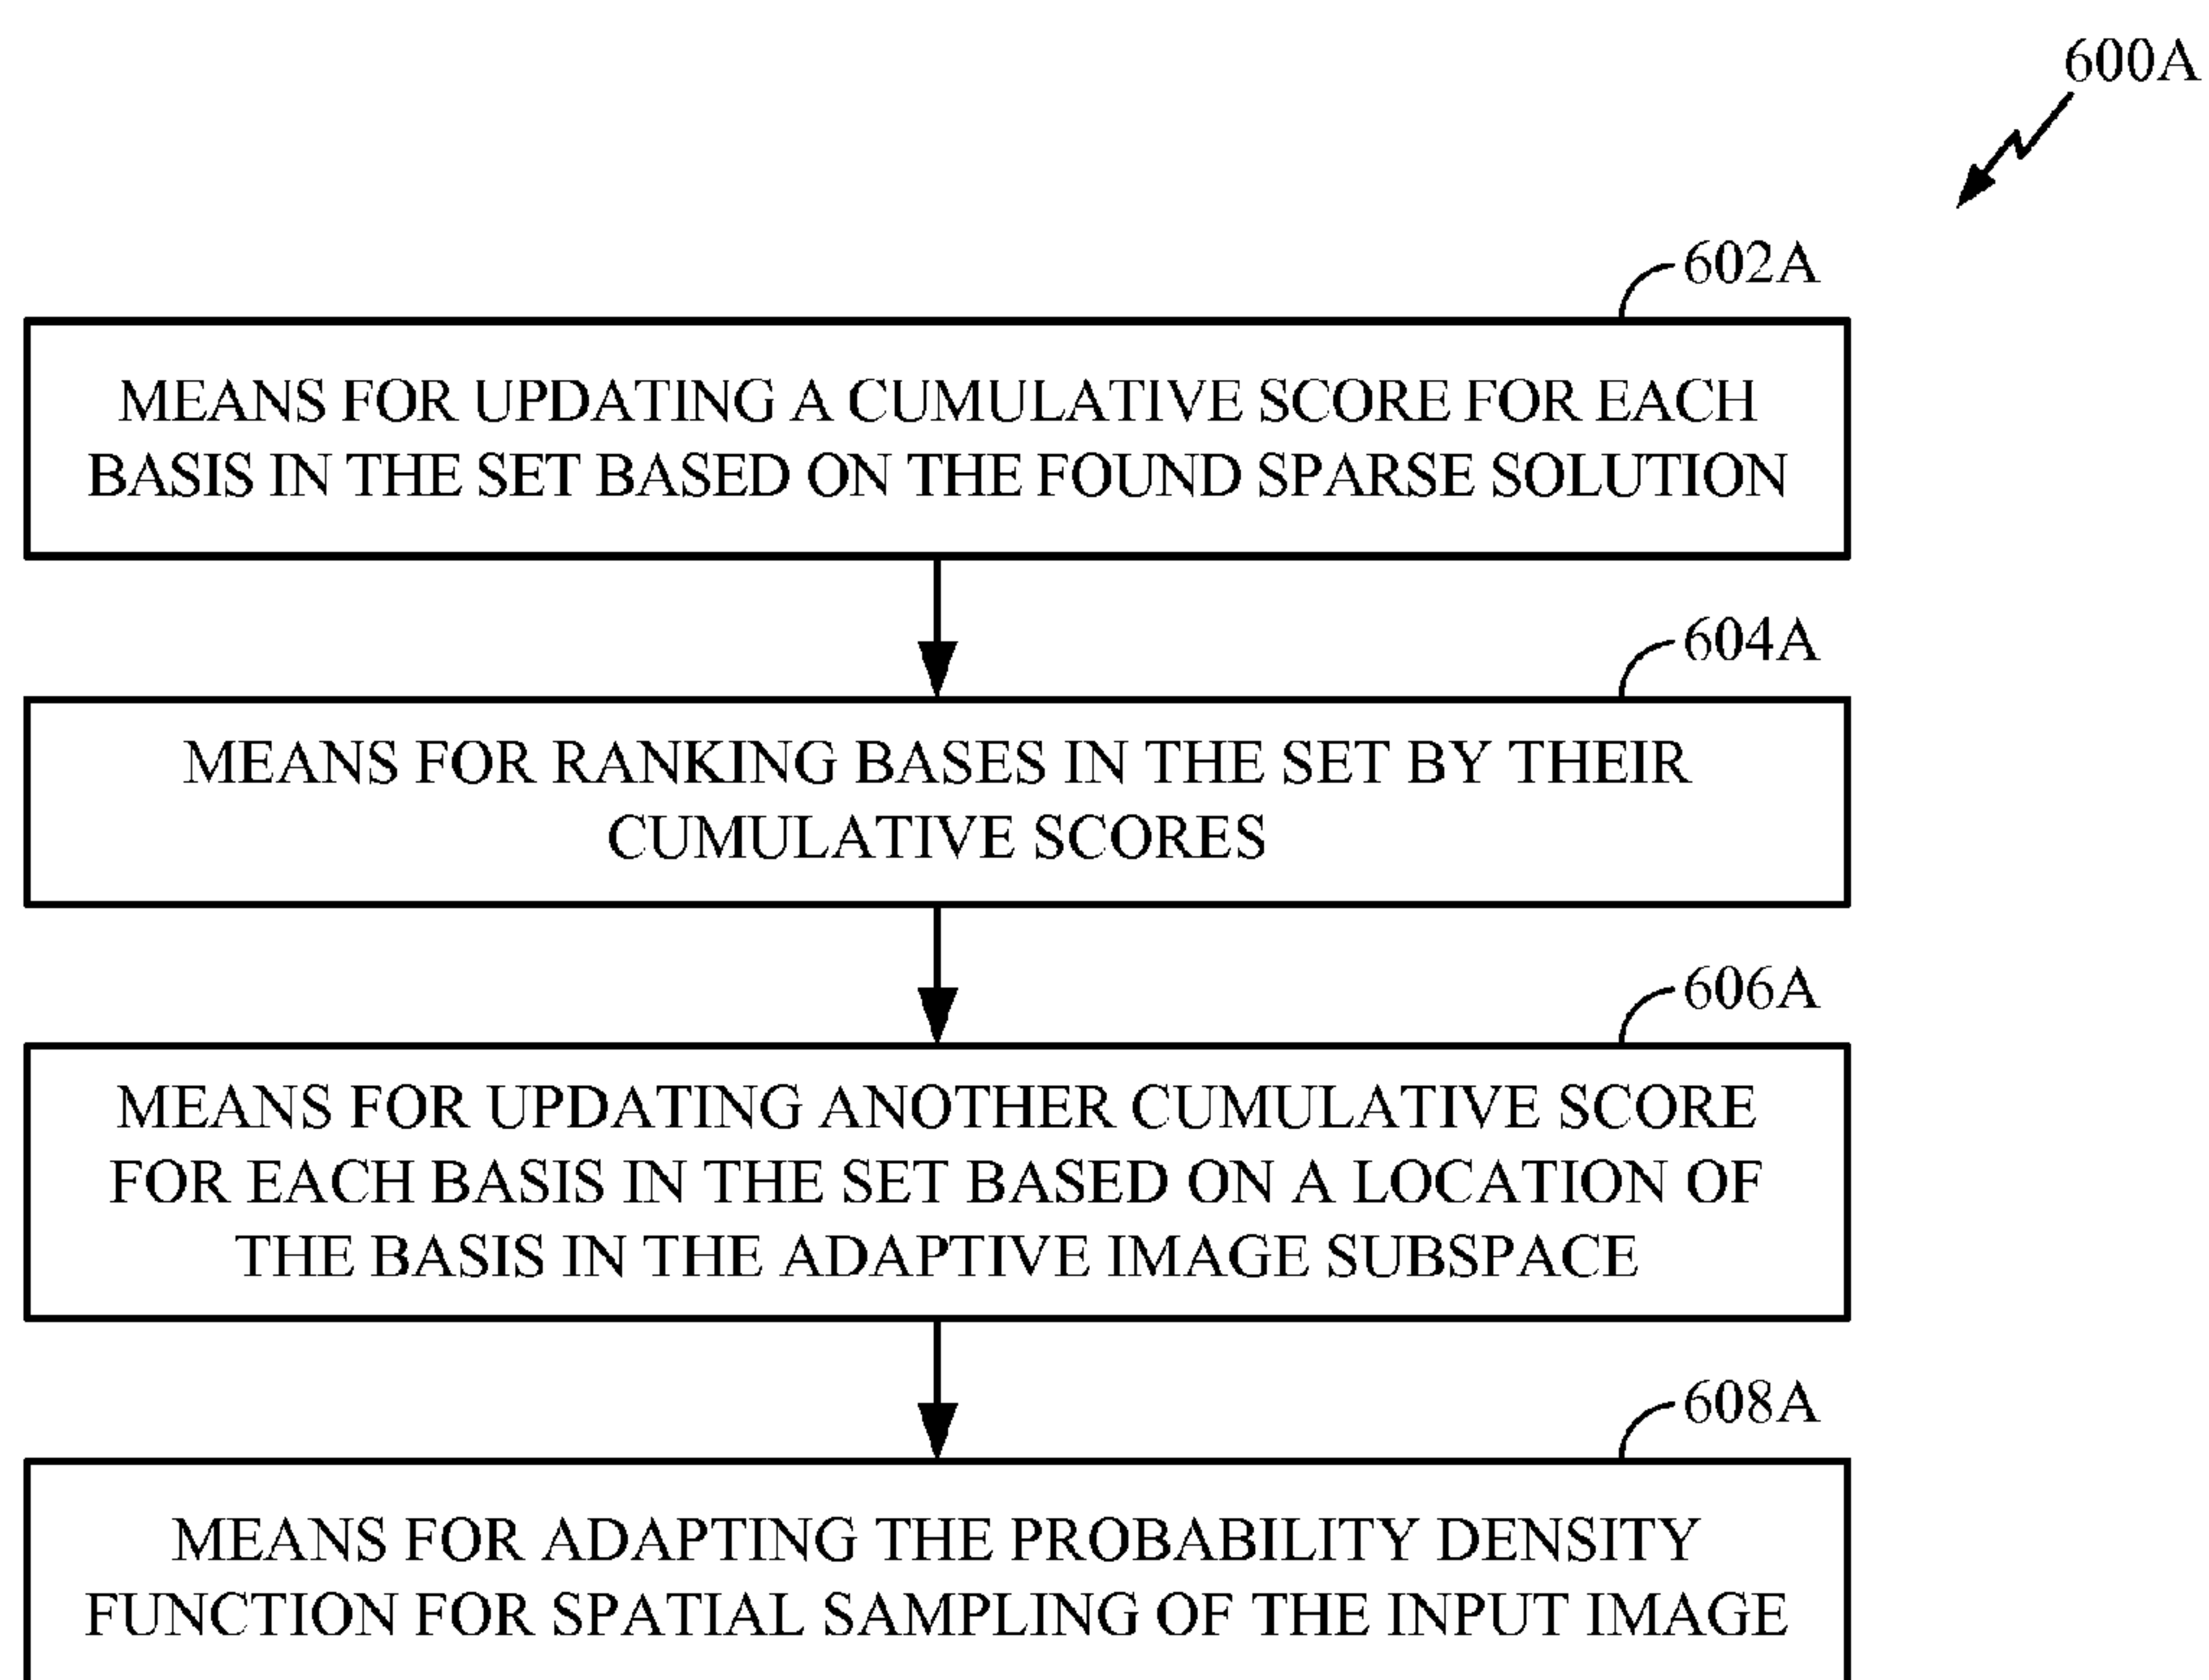 600A
602A
MEANS FOR UPDATING A CUMULATIVE SCORE FOR EACH
BASIS IN THE SET BASED ON THE FOUND SPARSE SOLUTION
604A
MEANS FOR RANKING BASES IN THE SET BY THEIR
CUMULATIVE SCORES
606A
MEANS FOR UPDATING ANOTHER CUMULATIVE SCORE
FOR EACH BASIS IN THE SET BASED ON A LOCATION OF
THE BASIS IN THE ADAPTIVE IMAGE SUBSPACE
608A
MEANS FOR ADAPTING THE PROBABILITY DENSITY
FUNCTION FOR SPATIAL SAMPLING OF THE INPUT IMAGE